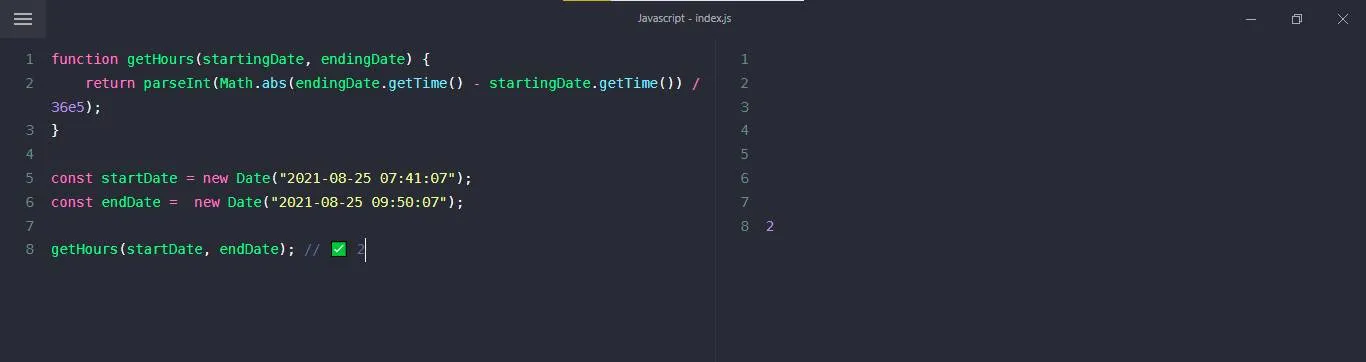 Javascript - index.js
1 function getHours(startingDate, endingDate) {
2     return parseInt(Math.abs(endingDate.getTime() - startingDate.getTime()) /
36e5);
3 }
4
5 const startDate = new Date("2021-08-25 07:41:07");
6 const endDate =  new Date("2021-08-25 09:50:07");
7
8 getHours(startDate, endDate); // ✅ 2
1
2
3
4
5
6
7
8 2